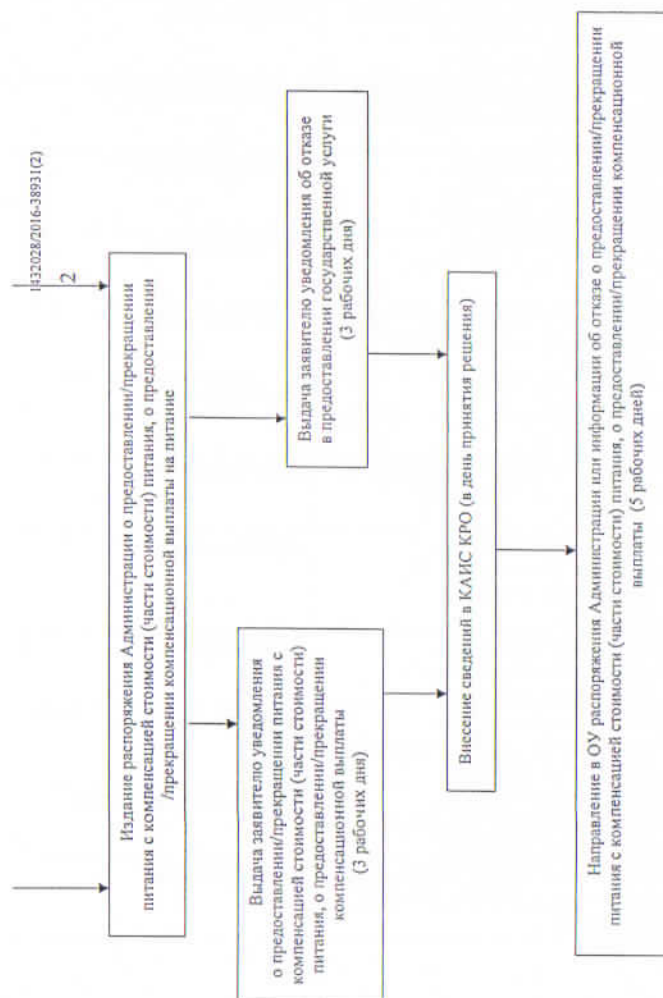 1432028/2016-38931(2)
2
Издание распоряжения Администрации о предоставлении/прекращении
питания с компенсацией стоимости (части стоимости) питания, о предоставлении
/прекращении компенсационной выплаты на питание
Выдача заявителю уведомления
о предоставлении/прекращении питания с
компенсацией стоимости (части стоимости)
питания, о предоставлении/прекращении
компенсационной выплаты
(3 рабочих дня)
Выдача заявителю уведомления об отказе
в предоставлении государственной услуги
(3 рабочих дня)
Внесение сведений в КАИС КРО (в день принятия решения)
Направление в ОУ распоряжения Администрации или информации об отказе о предоставлении/прекращении
питания с компенсацией стоимости (части стоимости) питания, о предоставлении/прекращении компенсационной
выплаты (5 рабочих дней)